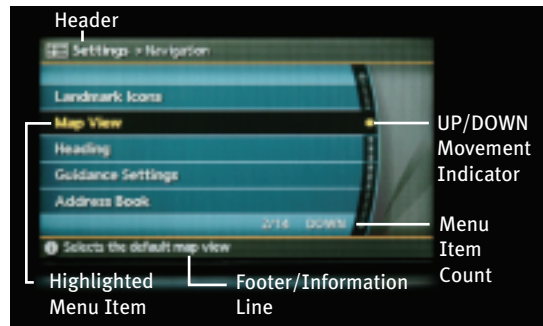 Header
Settings > Navigation
Landmark Icons
Map View
Heading
Guidance Settings
Address Book
2/14 DOWN
Selects the default map view
UP/DOWN
Movement
Indicator
Menu
Item
Count
Highlighted
Menu Item
Footer/Information
Line